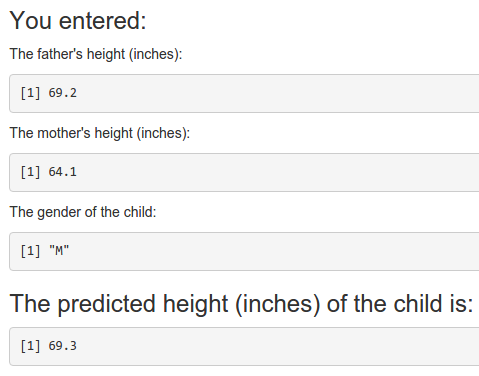 You entered:
The father's height (inches):
[1] 69.2
The mother's height (inches):
[1] 64.1
The gender of the child:
[1] "M"
The predicted height (inches) of the child is:
[1] 69.3